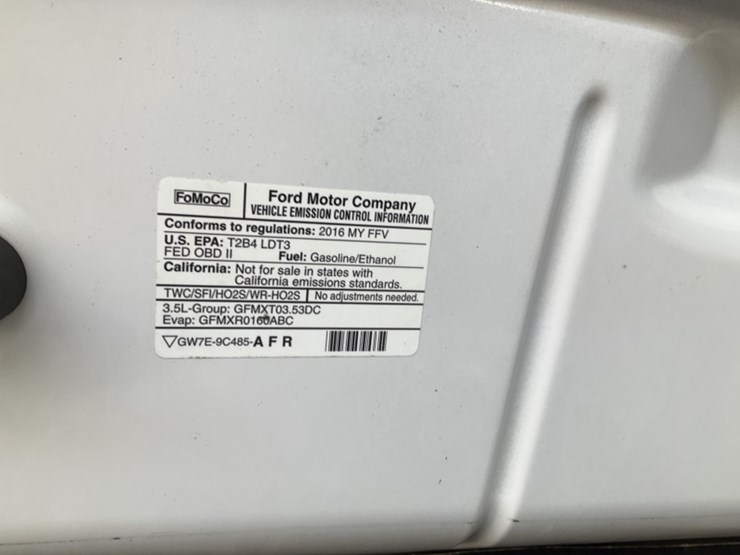 FoMoCo
Ford Motor Company
VEHICLE EMISSION CONTROL INFORMATION
Conforms to regulations: 2016 MY FFV
U.S. EPA: T2B4 LDT3
FED OBD II Fuel: Gasoline/Ethanol
California: Not for sale in states with
California emissions standards.
TWC/SFI/HO2S/WR-HO2S No adjustments needed.
3.5L-Group: GFMXT03.53DC
Evap: GFMXR0160ABC
GW7E-9C485-A F R